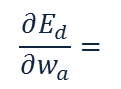 ∂E_d/∂w_a =